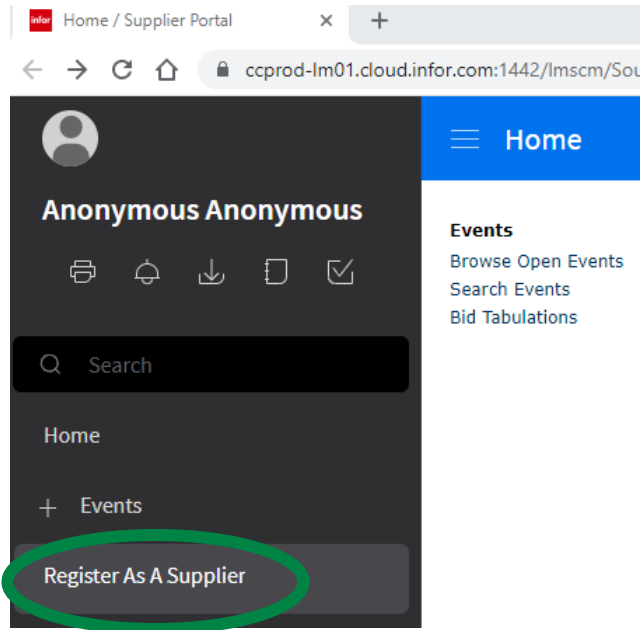 infor Home / Supplier Portal
ccprod-lm01.cloud.infor.com:1442/lmscm/Sou
Anonymous Anonymous
Search
Home
Events
Register As A Supplier
Home
Events
Browse Open Events
Search Events
Bid Tabulations